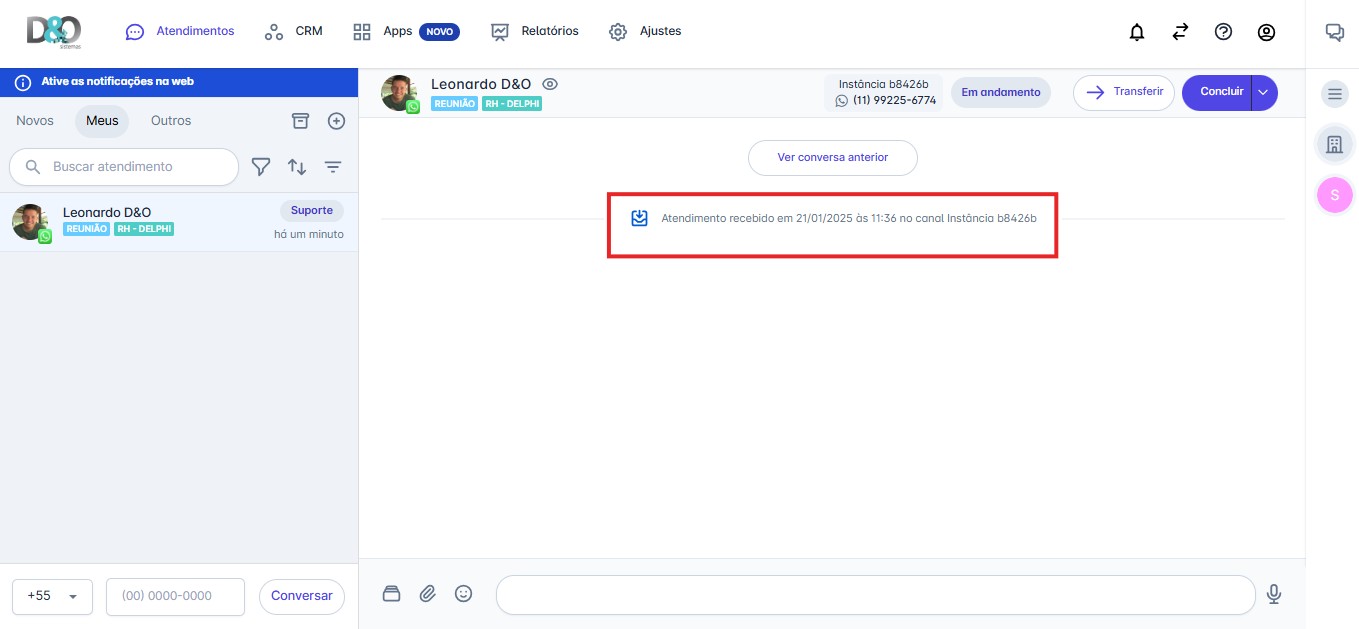 D&O
sistemas
Atendimentos
CRM
Apps
NOVO
Relatórios
Ajustes
Ative as notificações na web
Novos
Meus
Outros
Buscar atendimento
Leonardo D&O
REUNIÃO
RH - DELPHI
Suporte
há um minuto
+55
(00) 0000-0000
Conversar
Leonardo D&O
REUNIÃO
RH - DELPHI
Instância b8426b
(11) 99225-6774
Em andamento
Transferir
Concluir
Ver conversa anterior
Atendimento recebido em 21/01/2025 às 11:36 no canal Instância b8426b
S